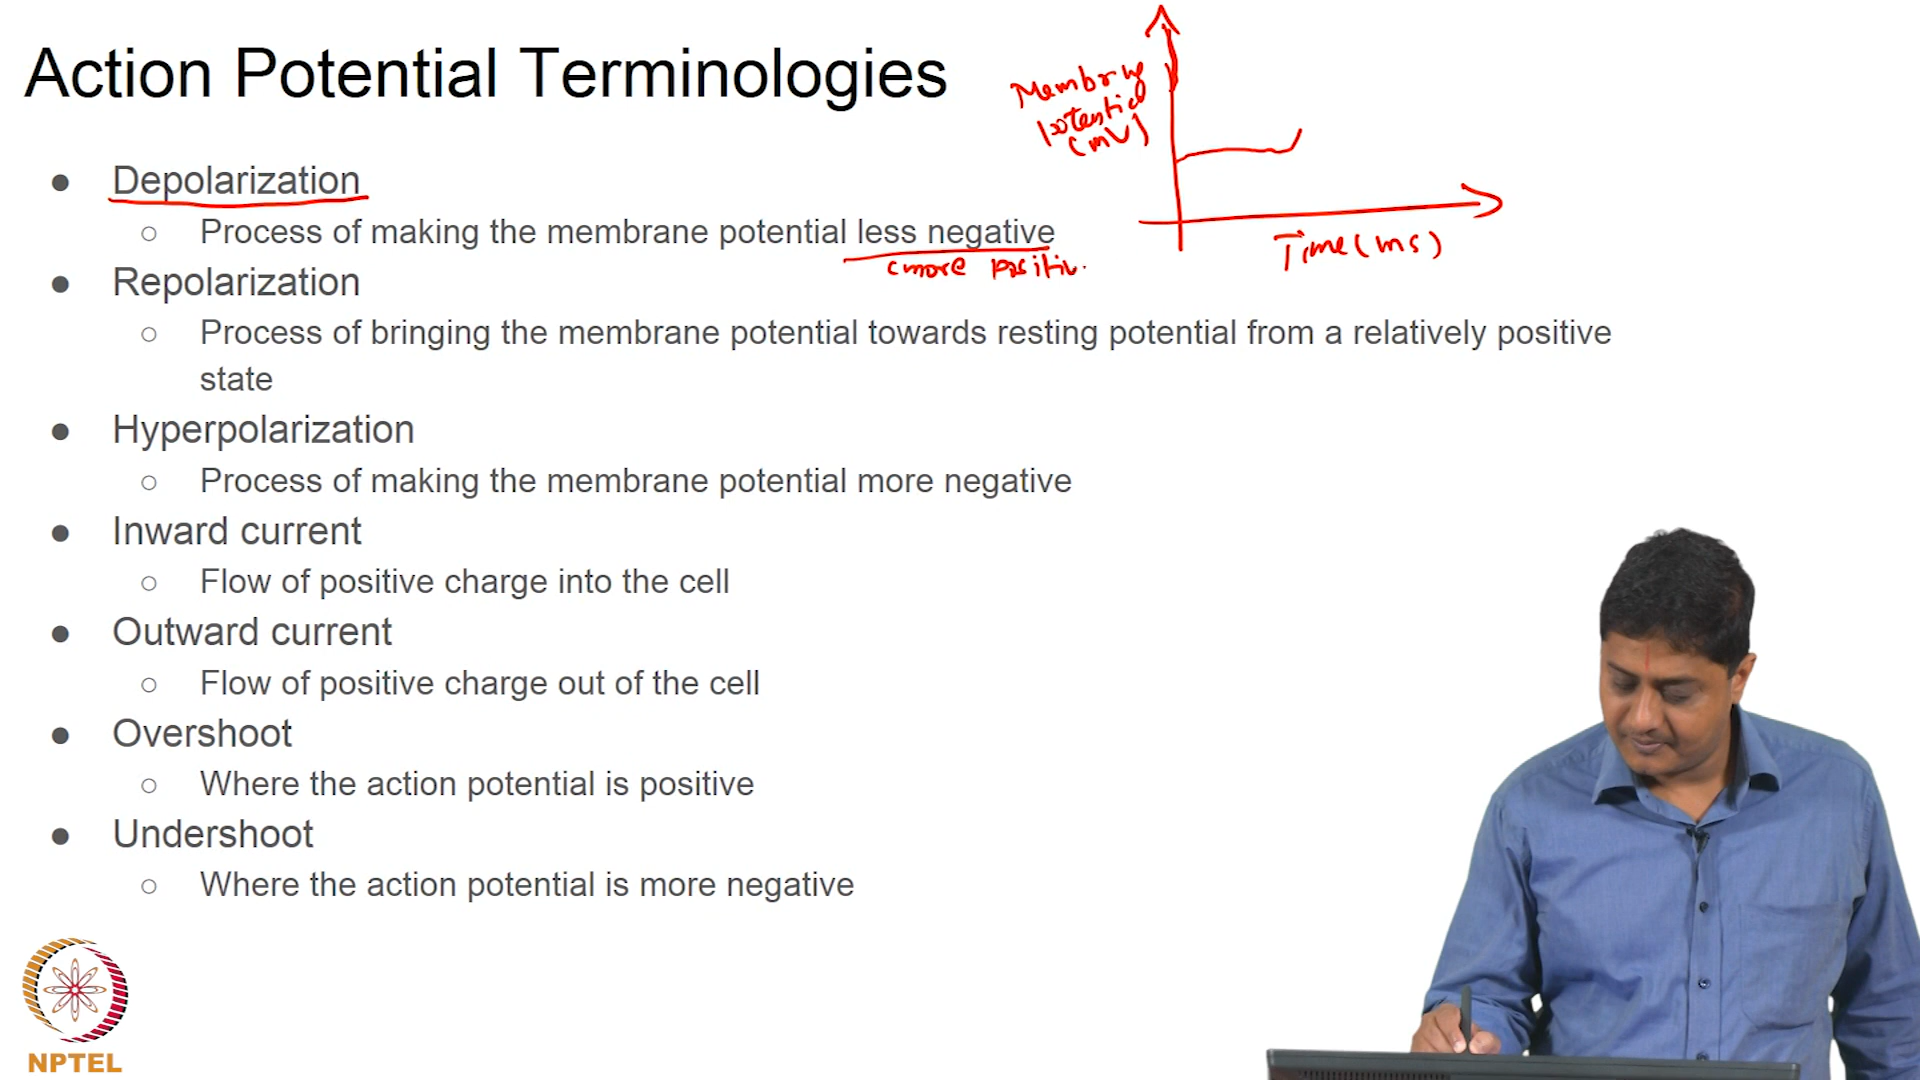 Action Potential Terminologies
Membrane
potential
(mV)
● Depolarization
○ Process of making the membrane potential less negative
(more positiv.
Time (ms)
● Repolarization
○ Process of bringing the membrane potential towards resting potential from a relatively positive
state
● Hyperpolarization
○ Process of making the membrane potential more negative
● Inward current
○ Flow of positive charge into the cell
● Outward current
○ Flow of positive charge out of the cell
● Overshoot
○ Where the action potential is positive
● Undershoot
○ Where the action potential is more negative
NPTEL